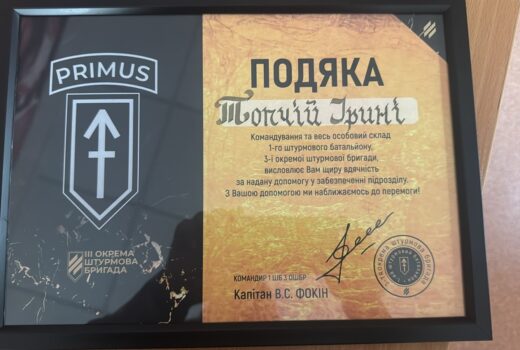 PRIMUS
III ОКРЕМА
ШТУРМОВА
БРИГАДА
ПОДЯКА
Топчій Ірині
Командування та весь особовий склад
1-го штурмового батальйону,
3-ї окремої штурмової бригади,
висловлює Вам щиру вдячність
за надану допомогу у забезпеченні підрозділу.
З Вашою допомогою ми наближаємося до перемоги!
КОМАНДИР 1 ШБ 3 ОШБР
Капітан В.С. ФОКІН